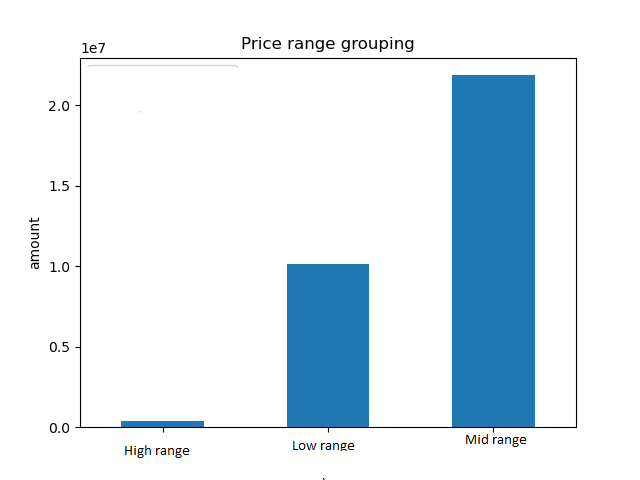 Price range grouping
1e7
2.0
1.5
1.0
0.5
0.0
amount
High range
Low range
Mid range